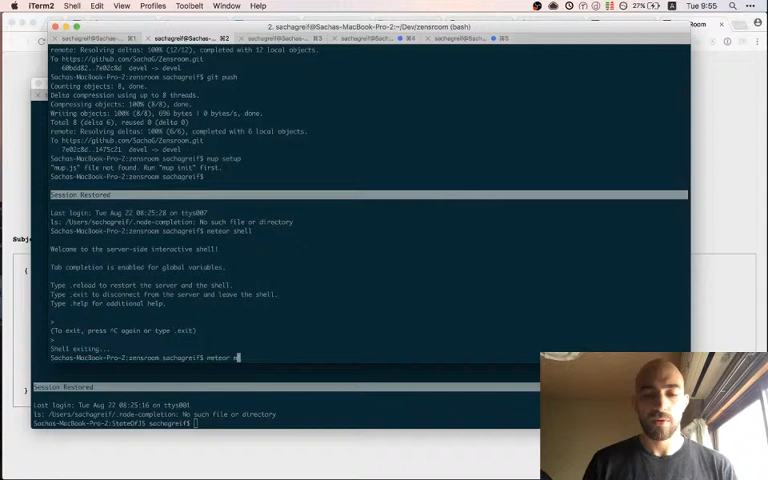 iTerm2 Shell Edit View Profiles Toolbelt Window Help 27% Tue 9:55
2. sachagreif@Sachas-MacBook-Pro-2: ~/Dev/zensroom (bash)
sachagreif@Sachas-... ⌘2
Room
remote: Resolving deltas: 100% (12/12), completed with 12 local objects.
To https://github.com/SachaG/Zensroom.git
devel -> devel
Sachas-MacBook-Pro-2:zensroom sachagreif$ git push
Counting objects: 8, done.
Delta compression using up to 8 threads.
Compressing objects: 100% (8/8), done.
Writing objects: 100% (8/8), 696 bytes | 0 bytes/s, done.
Total 8 (delta 6), reused 0 (delta 0)
remote: Resolving deltas: 100% (6/6), completed with 6 local objects.
To https://github.com/SachaG/Zensroom.git
7e02c8d..1475c21 devel -> devel
Sachas-MacBook-Pro-2:zensroom sachagreif$ mup setup
"mup.js" file not found. Run "mup init" first.
Sachas-MacBook-Pro-2:zensroom sachagreif$
Session Restored
Last login: Tue Aug 22 08:25:28 on ttys007
ls: /Users/sachagreif/.node-completion: No such file or directory
Sachas-MacBook-Pro-2:zensroom sachagreif$ meteor shell
Welcome to the server-side interactive shell!
Tab completion is enabled for global variables.
Type .reload to restart the server and the shell.
Type .exit to disconnect from the server and leave the shell.
Type .help for additional help.
>
(To exit, press ^C again or type .exit)
>
Shell exiting...
Sachas-MacBook-Pro-2:zensroom sachagreif$ meteor m
Subje
{
}
Session Restored
Last login: Tue Aug 22 08:25:16 on ttys001
ls: /Users/sachagreif/.node-completion: No such file or directory
Sachas-MacBook-Pro-2:StateOfJS sachagreif$